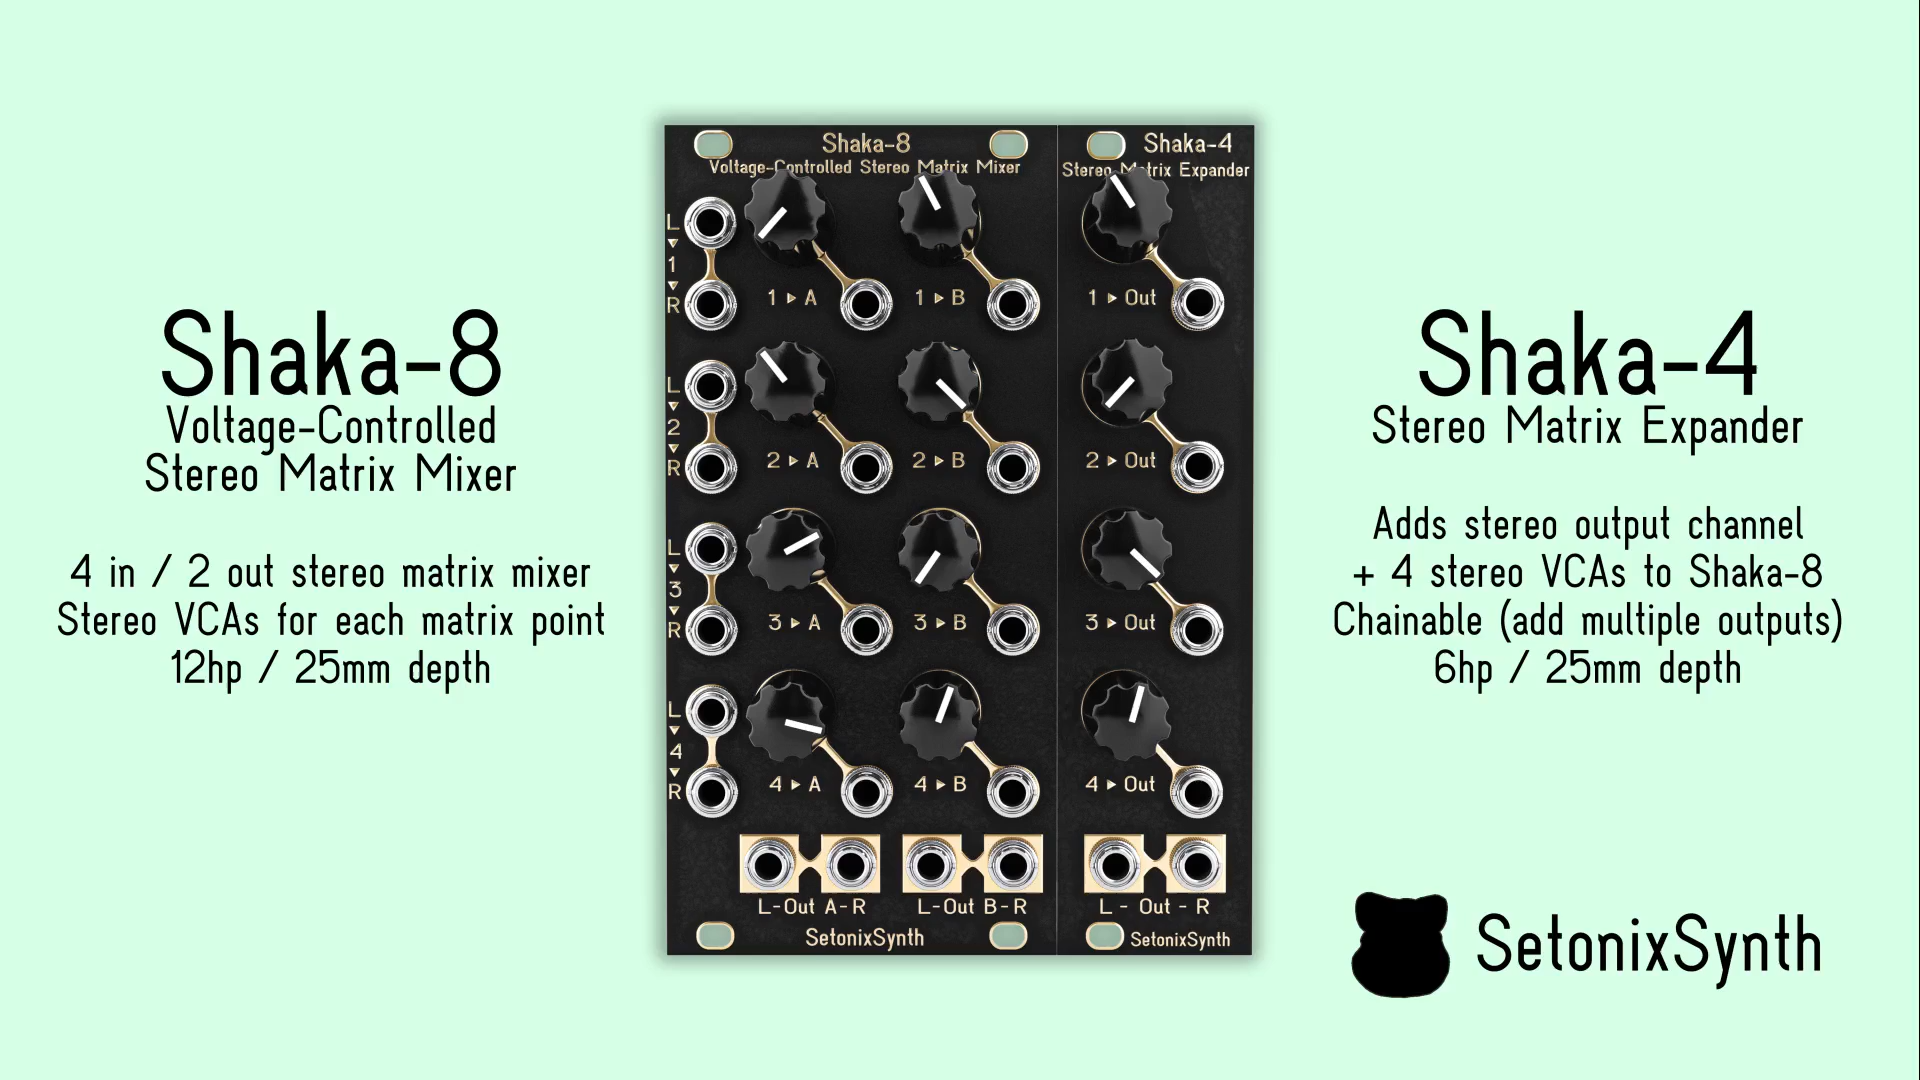 Shaka-8
Voltage-Controlled
Stereo Matrix Mixer
4 in / 2 out stereo matrix mixer
Stereo VCAs for each matrix point
12hp / 25mm depth
Shaka-8
Voltage-Controlled Stereo Matrix Mixer
L
1
R
1 ▸ A
1 ▸ B
L
2
R
2 ▸ A
2 ▸ B
L
3
R
3 ▸ A
3 ▸ B
L
4
R
4 ▸ A
4 ▸ B
L-Out A-R
L-Out B-R
SetonixSynth
Shaka-4
Stereo Matrix Expander
1 ▸ Out
2 ▸ Out
3 ▸ Out
4 ▸ Out
L - Out - R
SetonixSynth
Shaka-4
Stereo Matrix Expander
Adds stereo output channel
+ 4 stereo VCAs to Shaka-8
Chainable (add multiple outputs)
6hp / 25mm depth
SetonixSynth